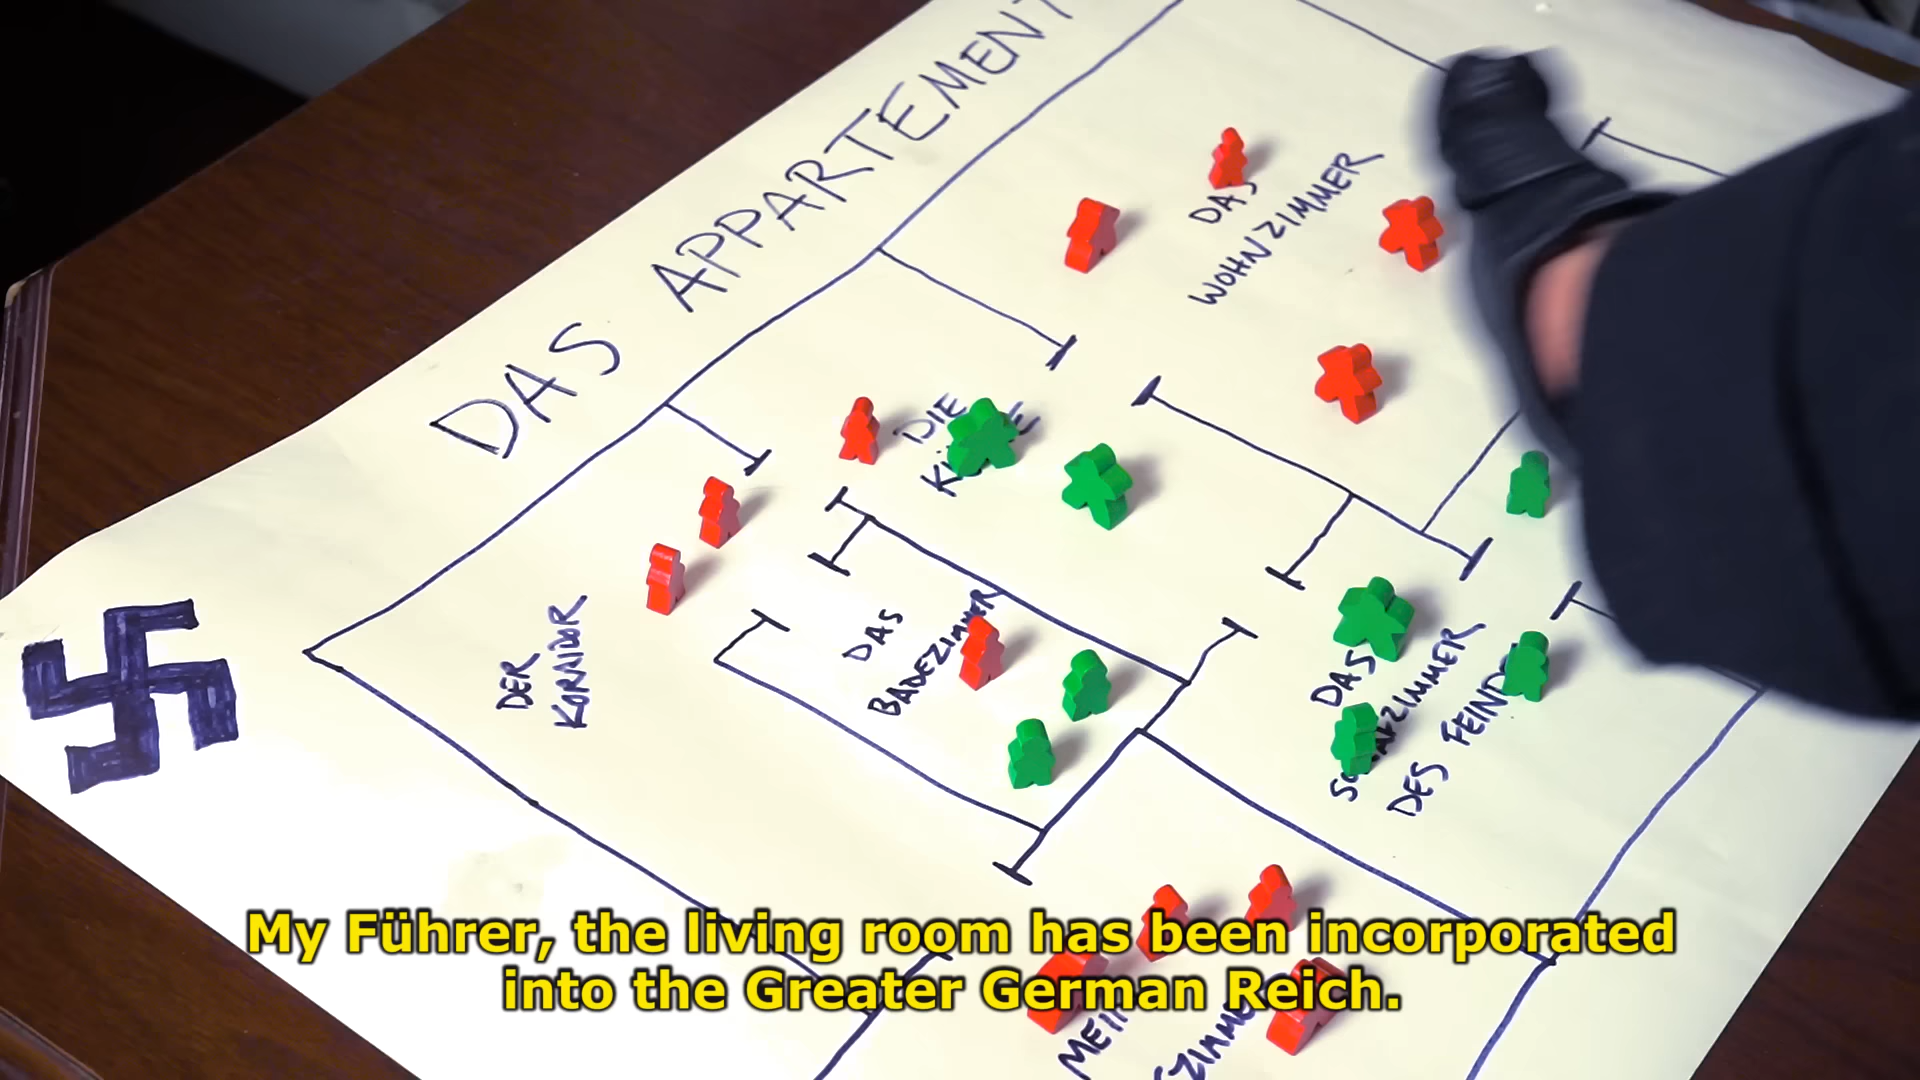 DAS APPARTEMENT
DAS
WOHNZIMMER
DIE
DAS
BADEZIMMER
DER
KORRIDOR
DAS
DES FEINDES
My Führer, the living room has been incorporated
into the Greater German Reich.